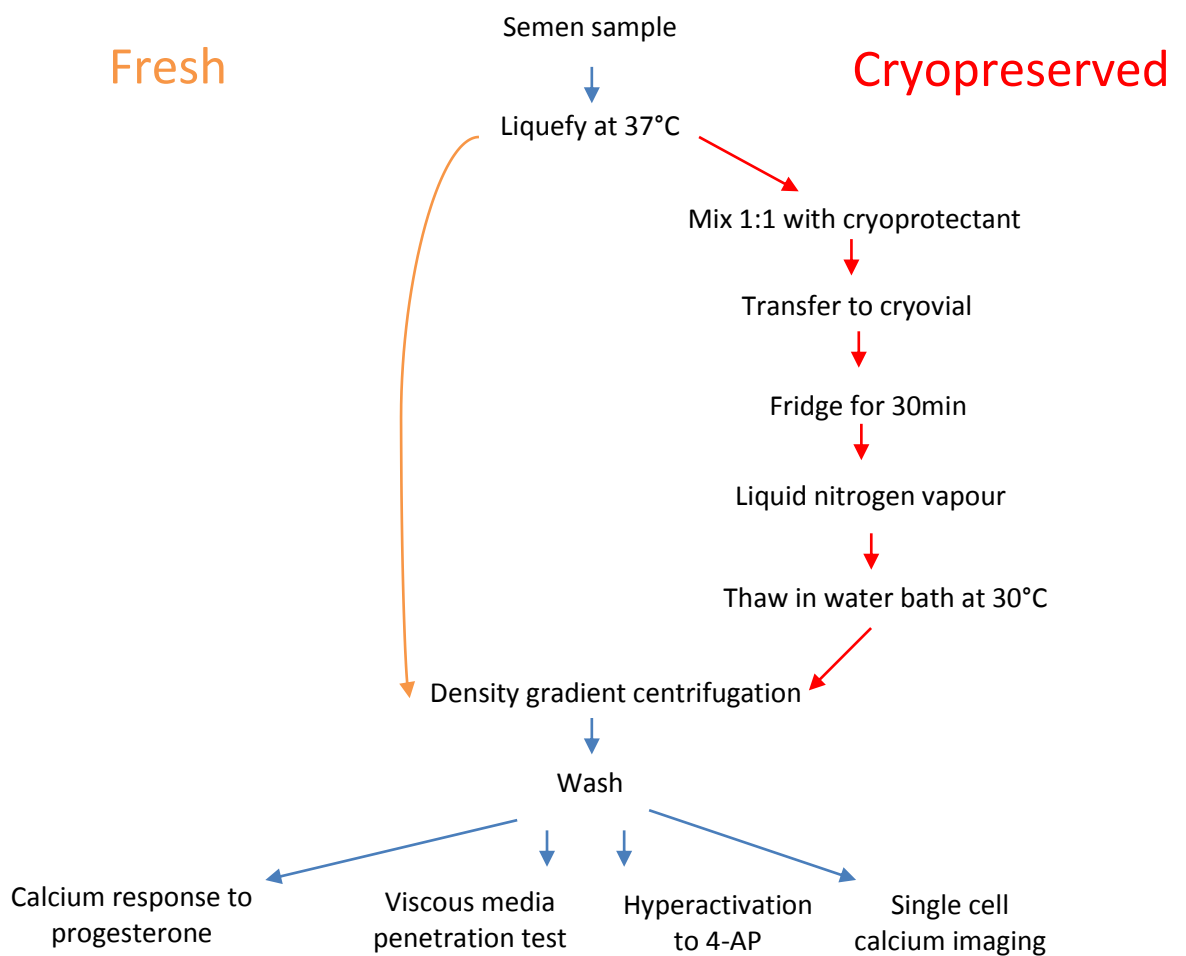 Semen sample
Fresh
Cryopreserved
Liquefy at 37°C
Mix 1:1 with cryoprotectant
Transfer to cryovial
Fridge for 30min
Liquid nitrogen vapour
Thaw in water bath at 30°C
Density gradient centrifugation
Wash
Calcium response to
progesterone
Viscous media
penetration test
Hyperactivation
to 4-AP
Single cell
calcium imaging